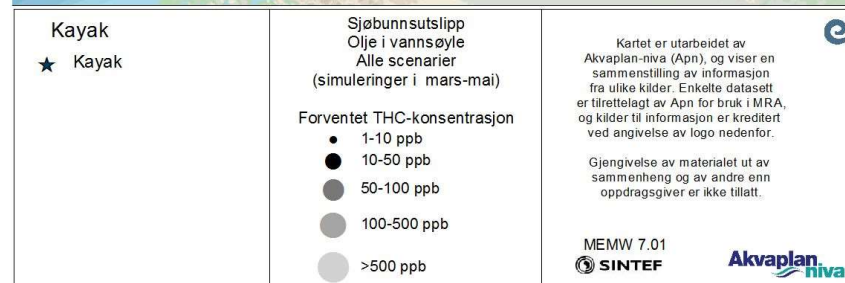 Kayak
Kayak
Sjøbunnsutslipp
Olje i vannsøyle
Alle scenarier
(simuleringer i mars-mai)
Forventet THC-konsentrasjon
1-10 ppb
10-50 ppb
50-100 ppb
100-500 ppb
>500 ppb
Kartet er utarbeidet av
Akvaplan-niva (Apn), og viser en
sammenstilling av informasjon
fra ulike kilder. Enkelte datasett
er tilrettelagt av Apn for bruk i MRA,
og kilder til informasjon er kreditert
ved angivelse av logo nedenfor.
Gjengivelse av materialet ut av
sammenheng og av andre enn
oppdragsgiver er ikke tillatt.
MEMW 7.01
SINTEF
Akvaplan
niva